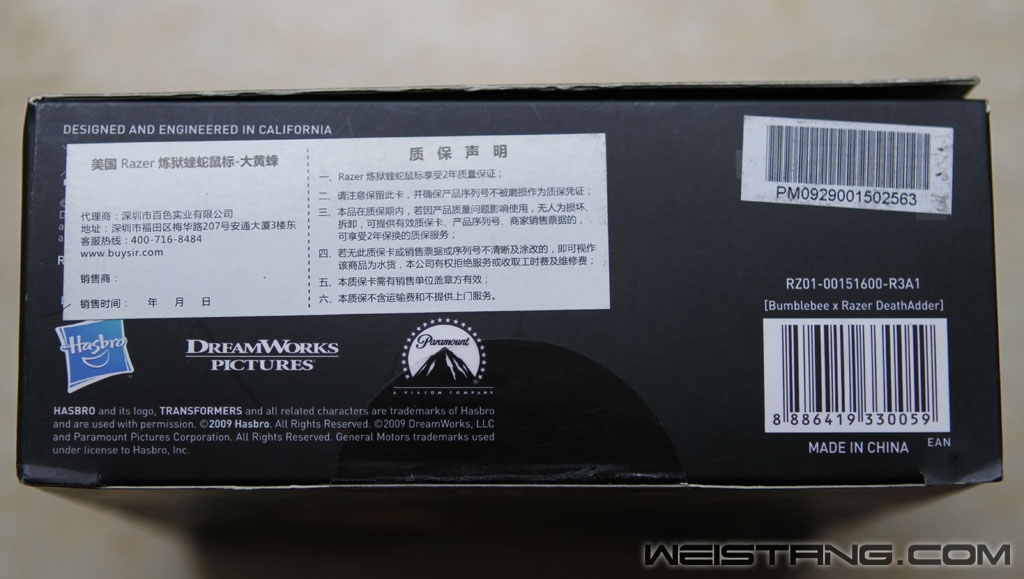 DESIGNED AND ENGINEERED IN CALIFORNIA
美国 Razer 炼狱蝰蛇鼠标-大黄蜂
代理商：深圳市百色实业有限公司
地址：深圳市福田区梅华路207号安通大厦3楼东
客服热线：400-716-8484
www.buysir.com
销售商：
销售时间： 年 月 日
质 保 声 明
一、Razer 炼狱蝰蛇鼠标享受2年质量保证；
二、请注意保留此卡，并确保产品序列号不被磨损作为质保凭证；
三、本品在质保期内，若因产品质量问题影响使用，无人为损坏、
拆卸，可提供有效质保卡、产品序列号、商家销售票据的，
可享受2年保换的质保服务；
四、若无此质保卡或销售票据或序列号不清晰及涂改的，即可视作
该商品为水货，本公司有权拒绝服务或收取工时费及维修费；
五、本质保卡需有销售单位盖章方有效；
六、本质保不含运输费和不提供上门服务。
PM0929001502563
RZ01-00151600-R3A1
[Bumblebee x Razer DeathAdder]
8 886419 330059
EAN
MADE IN CHINA
Hasbro
DREAMWORKS
PICTURES
Paramount
A VIACOM COMPANY
HASBRO and its logo, TRANSFORMERS and all related characters are trademarks of Hasbro
and are used with permission. ©2009 Hasbro. All Rights Reserved. ©2009 DreamWorks, LLC
and Paramount Pictures Corporation. All Rights Reserved. General Motors trademarks used
under license to Hasbro, Inc.
WEISTANG.COM